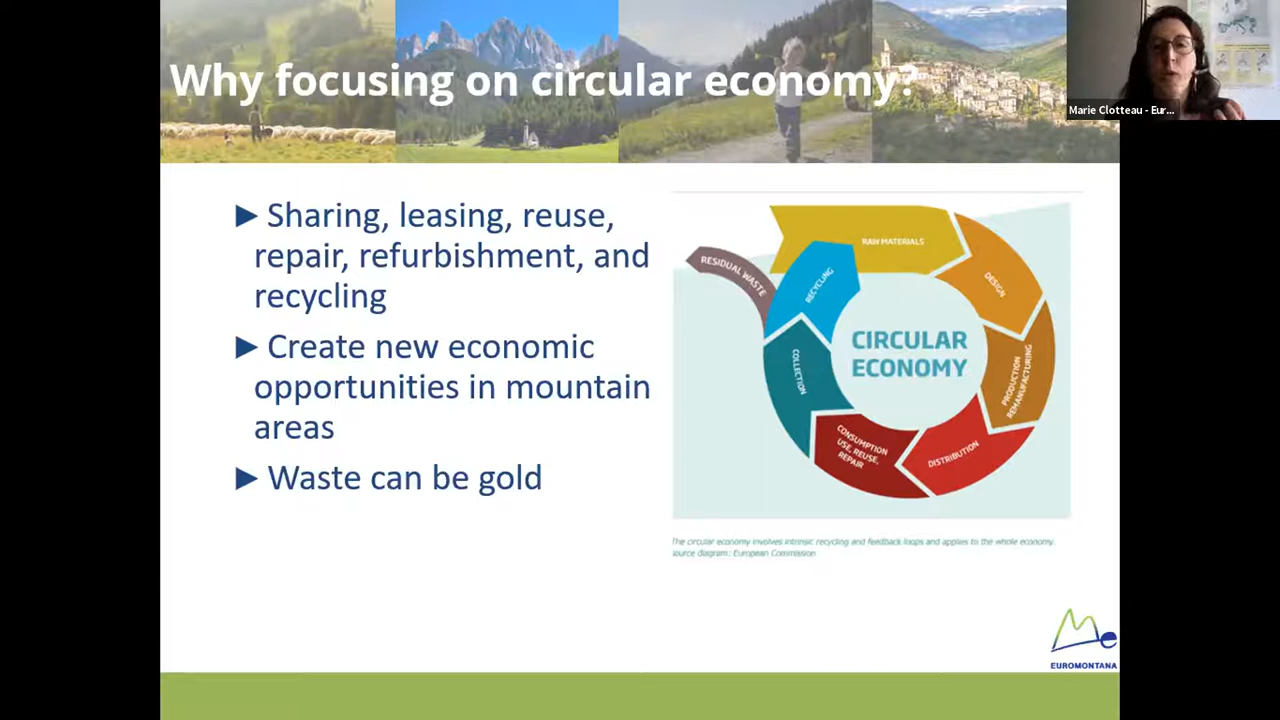 Why focusing on circular economy?
Marie Clotteau - Eur...
►Sharing, leasing, reuse,
repair, refurbishment, and
recycling
►Create new economic
opportunities in mountain
areas
►Waste can be gold
RAW MATERIALS
DESIGN
PRODUCTION
REMANUFACTURING
DISTRIBUTION
CONSUMPTION
USE, REUSE,
REPAIR
COLLECTION
RECYCLING
RESIDUAL WASTE
CIRCULAR
ECONOMY
The circular economy involves intrinsic recycling and feedback loops and applies to the whole economy.
source diagram: European Commission
Me
EUROMONTANA